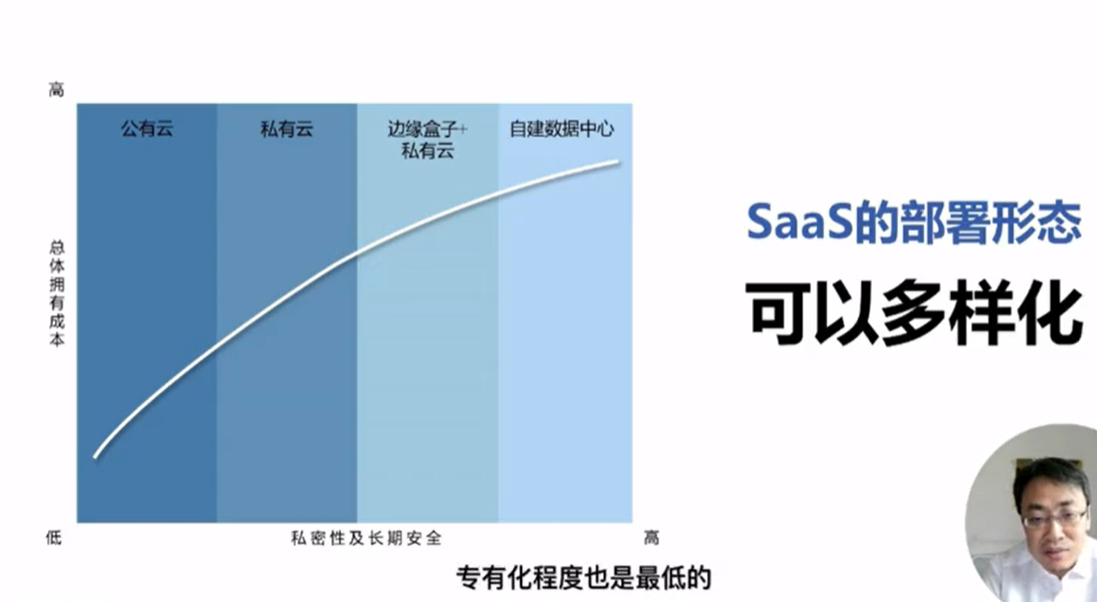 高
公有云
私有云
边缘盒子+
私有云
自建数据中心
总体拥有成本
低
私密性及长期安全
高
SaaS的部署形态
可以多样化
专有化程度也是最低的